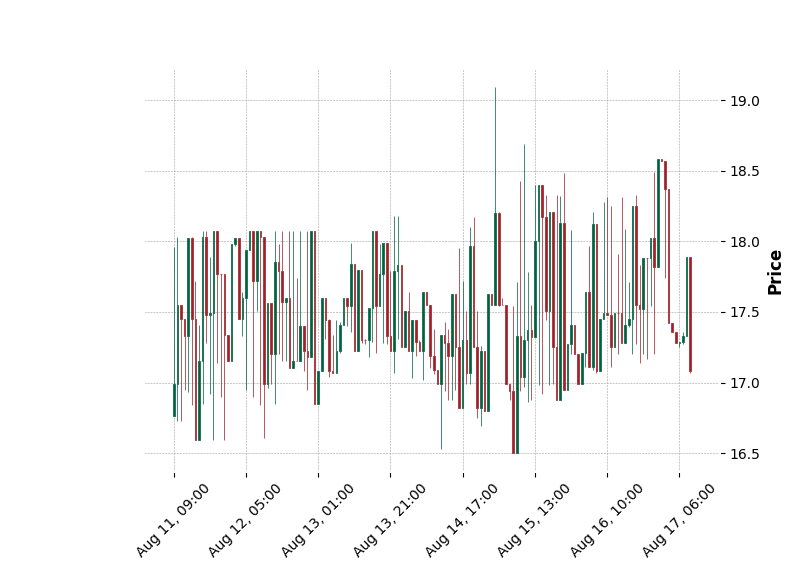 19.0
18.5
18.0
17.5
17.0
16.5
Price
Aug 11, 09:00
Aug 12, 05:00
Aug 13, 01:00
Aug 13, 21:00
Aug 14, 17:00
Aug 15, 13:00
Aug 16, 10:00
Aug 17, 06:00